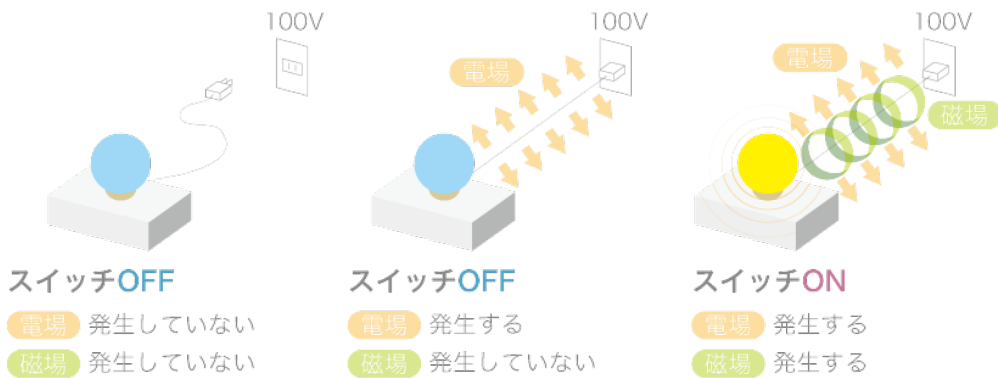 100V
100V
100V
電場
電場
磁場
スイッチOFF
電場 発生していない
磁場 発生していない
スイッチOFF
電場 発生する
磁場 発生していない
スイッチON
電場 発生する
磁場 発生する